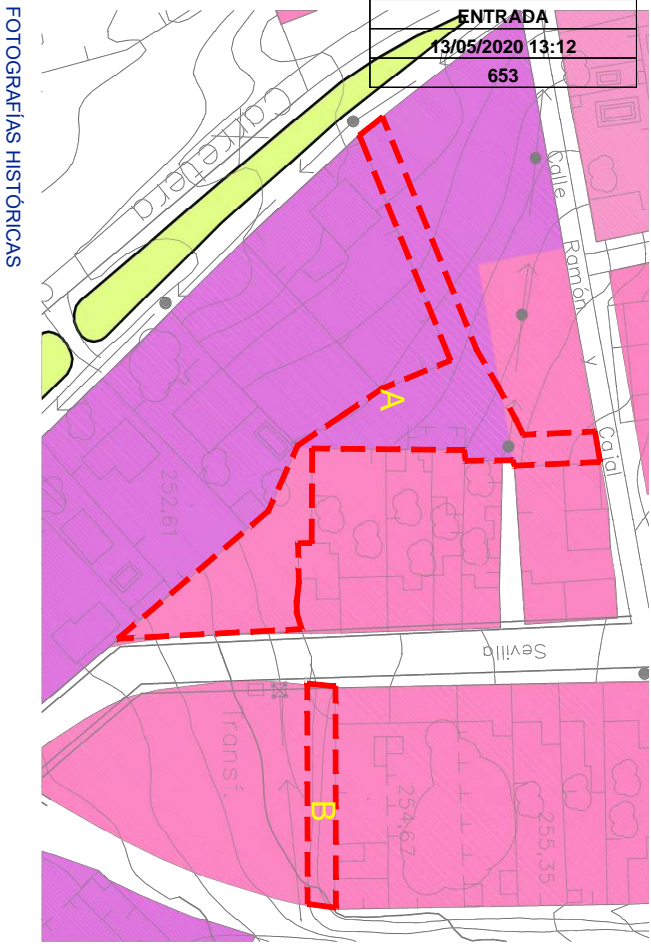 ENTRADA
13/05/2020 13:12
653
FOTOGRAFÍAS HISTÓRICAS
Carretera
Calle Ramón y Cajal
A
252,61
Sevilla
Transf.
B
254,67
255,35